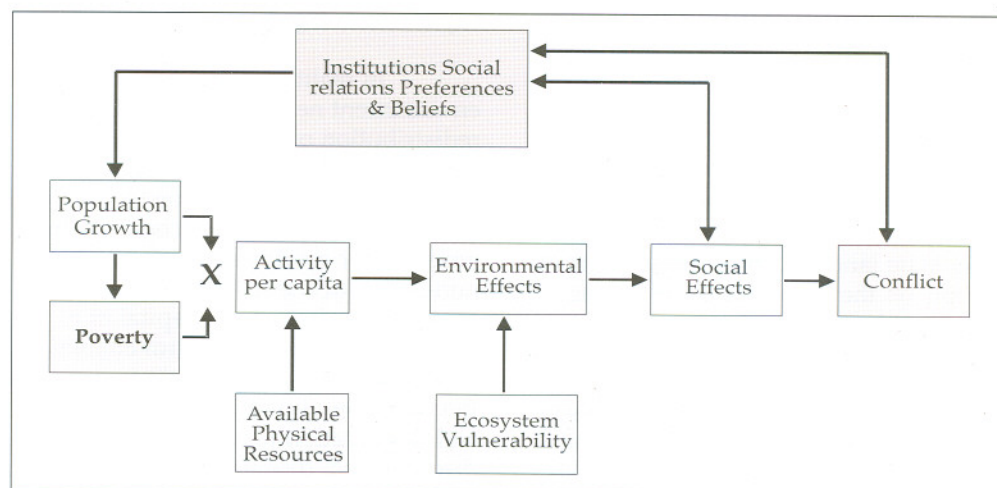 Institutions Social
relations Preferences
& Beliefs
Population
Growth
X
Activity
per capita
Environmental
Effects
Social
Effects
Conflict
Poverty
Available
Physical
Resources
Ecosystem
Vulnerability